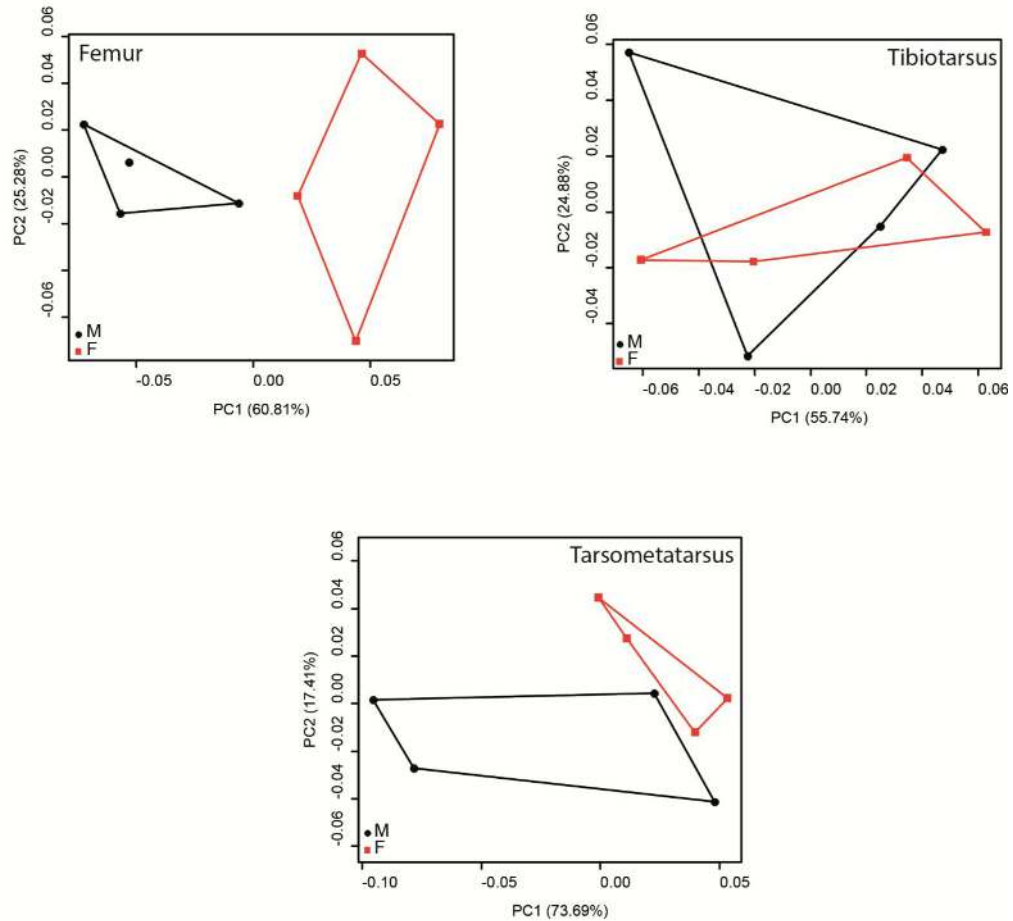 Femur
0.06
0.04
0.02
0.00
-0.02
-0.06
PC2 (25.28%)
M
F
-0.05
0.00
0.05
PC1 (60.81%)
Tibiotarsus
0.06
0.04
0.02
0.00
-0.02
-0.04
PC2 (24.88%)
M
F
-0.06
-0.04
-0.02
0.00
0.02
0.04
0.06
PC1 (55.74%)
Tarsometatarsus
0.06
0.04
0.02
0.00
-0.02
-0.04
-0.06
PC2 (17.41%)
M
F
-0.10
-0.05
0.00
0.05
PC1 (73.69%)